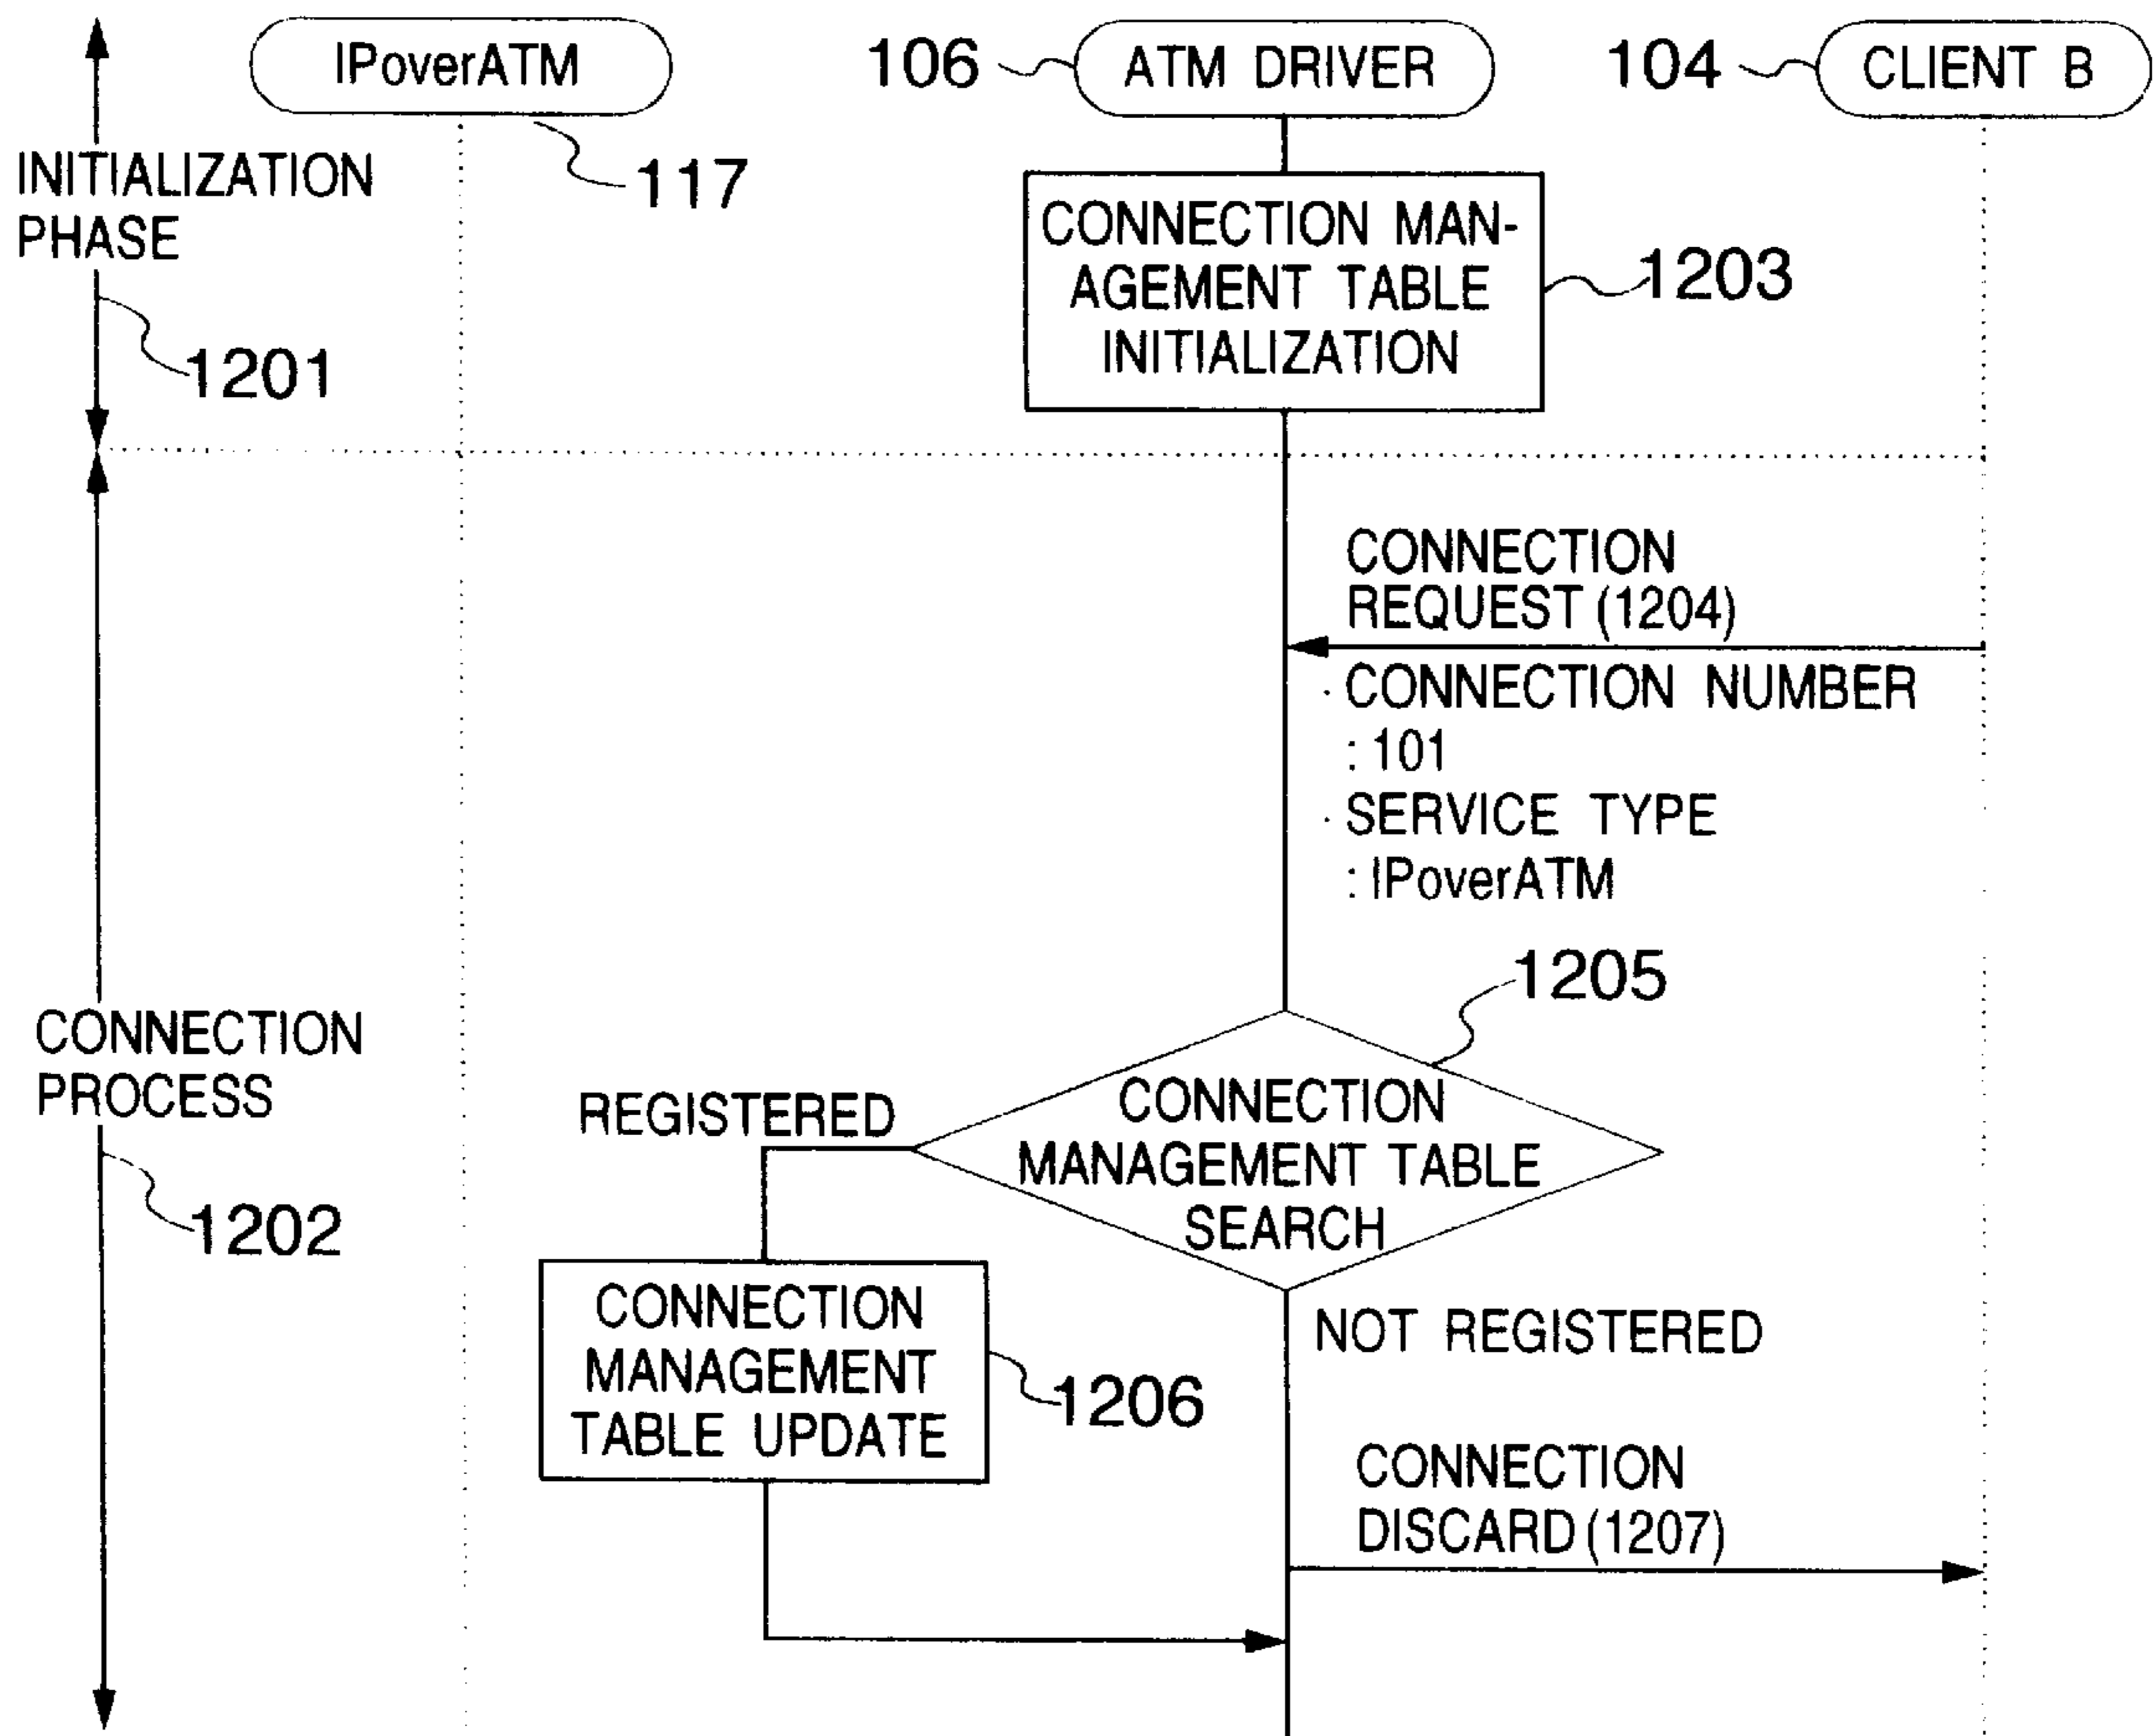 IPoverATM
106
ATM DRIVER
104
CLIENT B
117
INITIALIZATION
PHASE
1201
CONNECTION MAN-
AGEMENT TABLE
INITIALIZATION
1203
CONNECTION
REQUEST (1204)
· CONNECTION NUMBER
: 101
· SERVICE TYPE
: IPoverATM
1205
CONNECTION
PROCESS
1202
REGISTERED
CONNECTION
MANAGEMENT TABLE
SEARCH
NOT REGISTERED
CONNECTION
MANAGEMENT
TABLE UPDATE
1206
CONNECTION
DISCARD (1207)